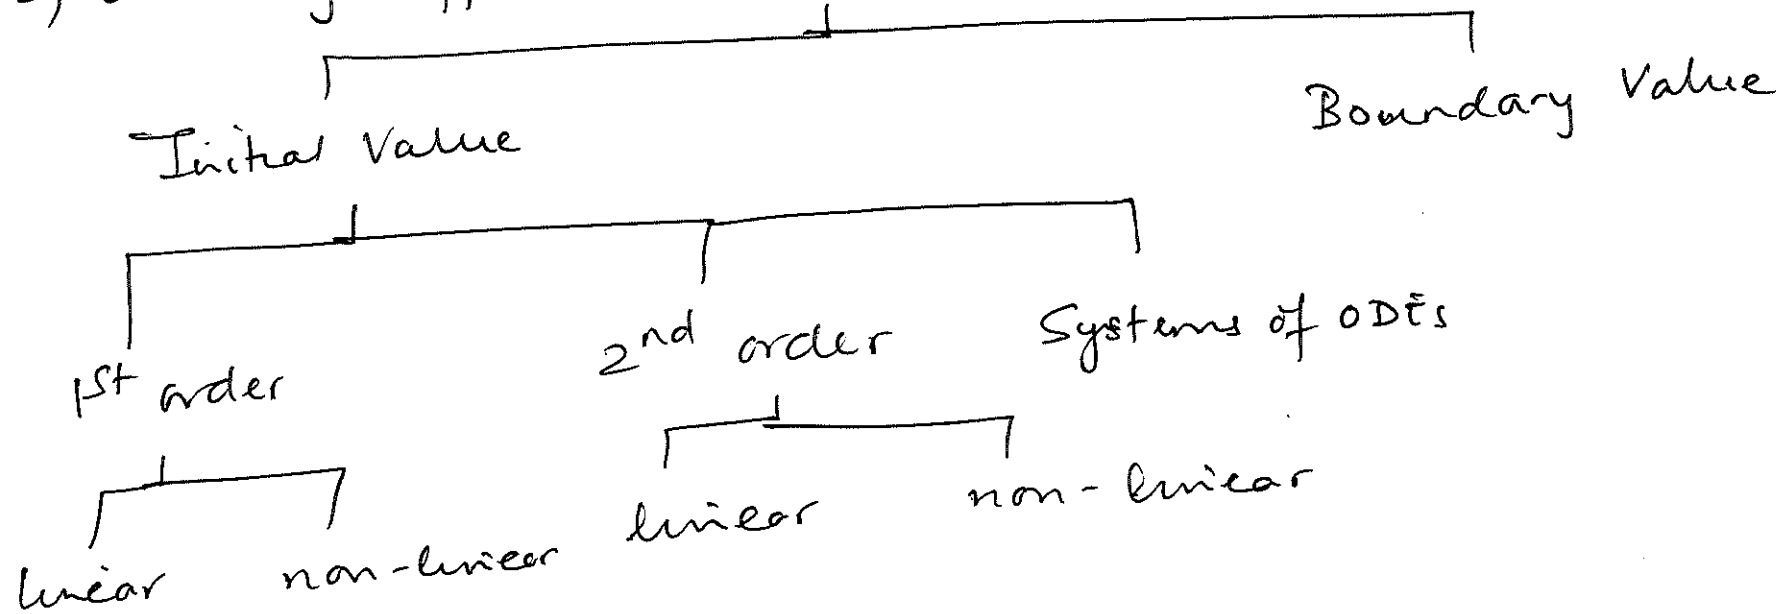 Initial Value
Boundary Value
1st order
2nd order
Systems of ODEs
linear
non-linear
linear
non-linear